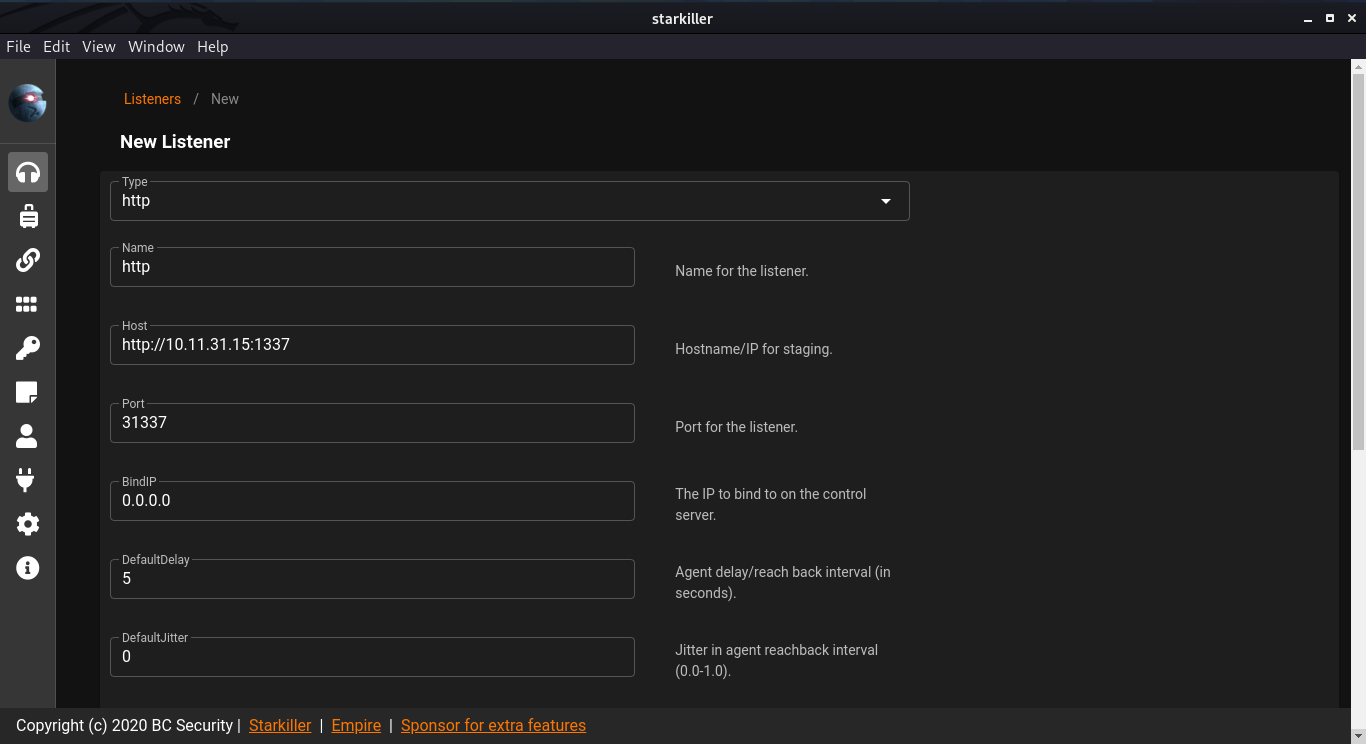 starkiller
File Edit View Window Help
Listeners / New
New Listener
Type
http
Name
http
Name for the listener.
Host
http://10.11.31.15:1337
Hostname/IP for staging.
Port
31337
Port for the listener.
BindIP
0.0.0.0
The IP to bind to on the control
server.
DefaultDelay
5
Agent delay/reach back interval (in
seconds).
DefaultJitter
0
Jitter in agent reachback interval
(0.0-1.0).
Copyright (c) 2020 BC Security | Starkiller | Empire | Sponsor for extra features